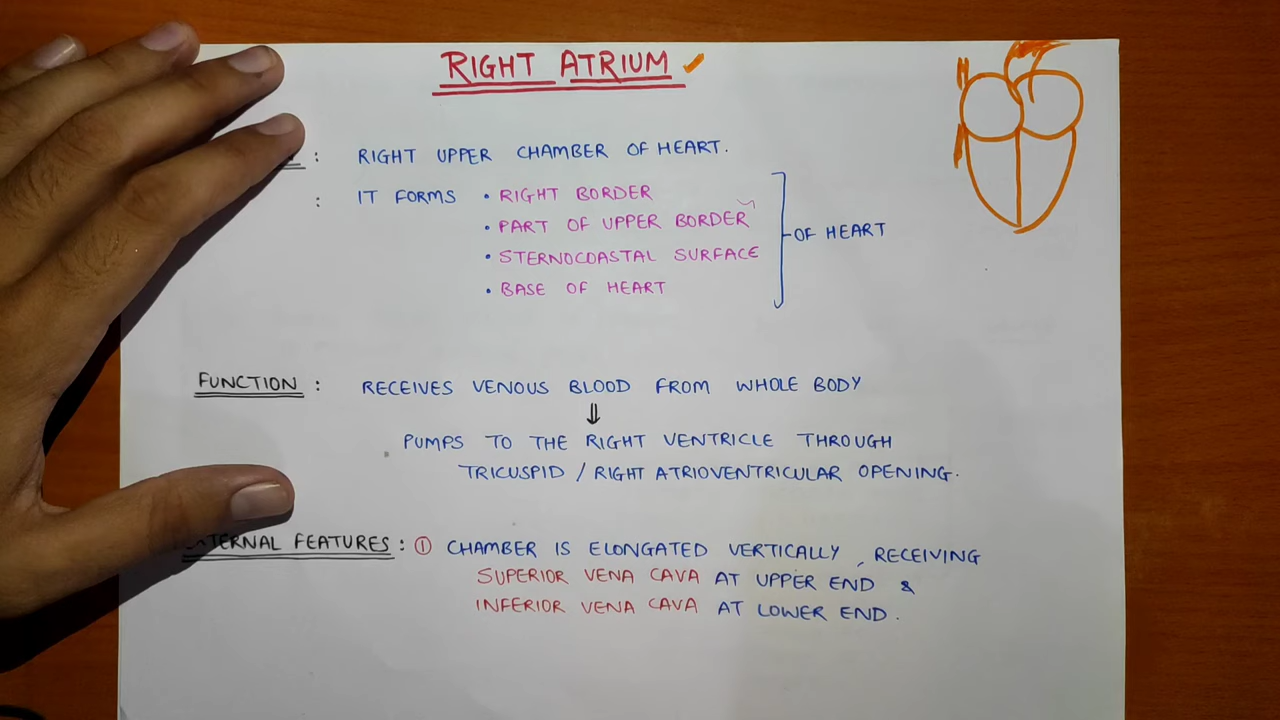 RIGHT ATRIUM
: RIGHT UPPER CHAMBER OF HEART.
: IT FORMS • RIGHT BORDER
• PART OF UPPER BORDER
• STERNOCOASTAL SURFACE
• BASE OF HEART
OF HEART
FUNCTION : RECEIVES VENOUS BLOOD FROM WHOLE BODY
⇓
PUMPS TO THE RIGHT VENTRICLE THROUGH
TRICUSPID / RIGHT ATRIOVENTRICULAR OPENING.
FEATURES : ① CHAMBER IS ELONGATED VERTICALLY, RECEIVING
SUPERIOR VENA CAVA AT UPPER END &
INFERIOR VENA CAVA AT LOWER END.